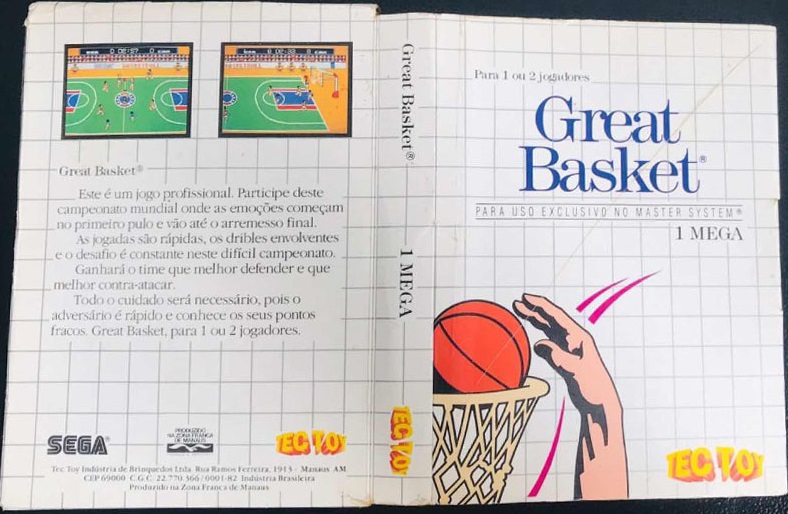 Great Basket®
Este é um jogo profissional. Participe deste
campeonato mundial onde as emoções começam
no primeiro pulo e vão até o arremesso final.
As jogadas são rápidas, os dribles envolventes
e o desafio é constante neste difícil campeonato.
Ganhará o time que melhor defender e que
melhor contra-atacar.
Todo o cuidado será necessário, pois o
adversário é rápido e conhece os seus pontos
fracos. Great Basket, para 1 ou 2 jogadores.
SEGA®
PRODUZIDO
NA ZONA FRANCA
DE MANAUS
TEC TOY
Tec Toy Indústria de Brinquedos Ltda. Rua Ramos Ferreira, 1913 - Manaus AM
CEP 69000 C.G.C. 22.770.366/0001-82 Indústria Brasileira
Produzido na Zona Franca de Manaus
Great Basket®
1 MEGA
TEC TOY
Para 1 ou 2 jogadores
Great
Basket®
PARA USO EXCLUSIVO NO MASTER SYSTEM®
1 MEGA
TEC TOY